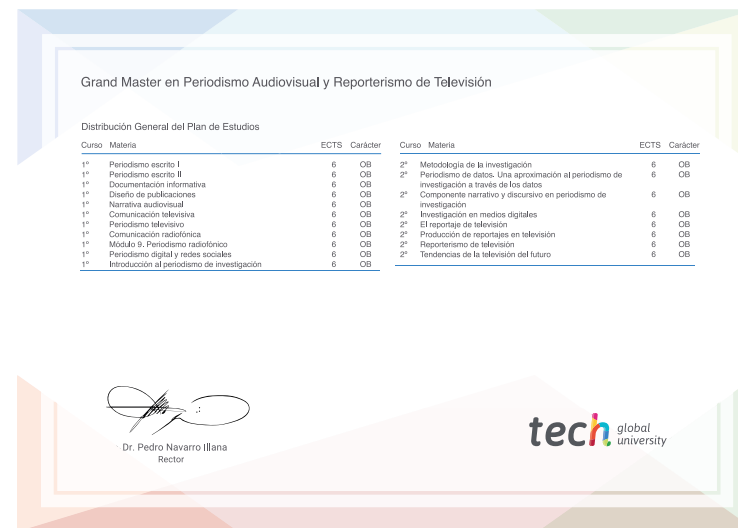 Grand Master en Periodismo Audiovisual y Reporterismo de Televisión
Distribución General del Plan de Estudios
Curso Materia ECTS Carácter
1º Periodismo escrito I 6 OB
1º Periodismo escrito II 6 OB
1º Documentación informativa 6 OB
1º Diseño de publicaciones 6 OB
1º Narrativa audiovisual 6 OB
1º Comunicación televisiva 6 OB
1º Periodismo televisivo 6 OB
1º Comunicación radiofónica 6 OB
1º Módulo 9. Periodismo radiofónico 6 OB
1º Periodismo digital y redes sociales 6 OB
1º Introducción al periodismo de investigación 6 OB
Curso Materia ECTS Carácter
2º Metodología de la investigación 6 OB
2º Periodismo de datos. Una aproximación al periodismo de 6 OB
investigación a través de los datos
2º Componente narrativo y discursivo en periodismo de 6 OB
investigación
2º Investigación en medios digitales 6 OB
2º El reportaje de televisión 6 OB
2º Producción de reportajes en televisión 6 OB
2º Reporterismo de televisión 6 OB
2º Tendencias de la televisión del futuro 6 OB
Dr. Pedro Navarro Illana
Rector
tech global
university